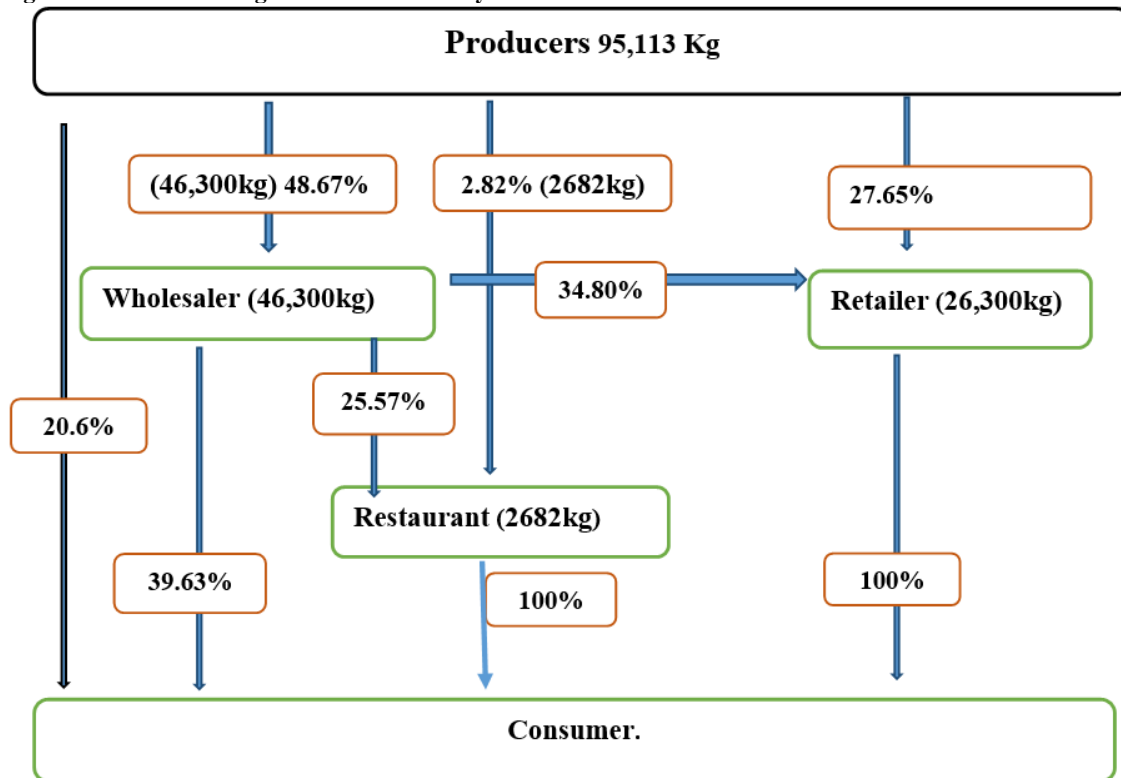 Producers 95,113 Kg
(46,300kg) 48.67%
2.82% (2682kg)
27.65%
Wholesaler (46,300kg)
34.80%
Retailer (26,300kg)
25.57%
20.6%
Restaurant (2682kg)
39.63%
100%
100%
Consumer.